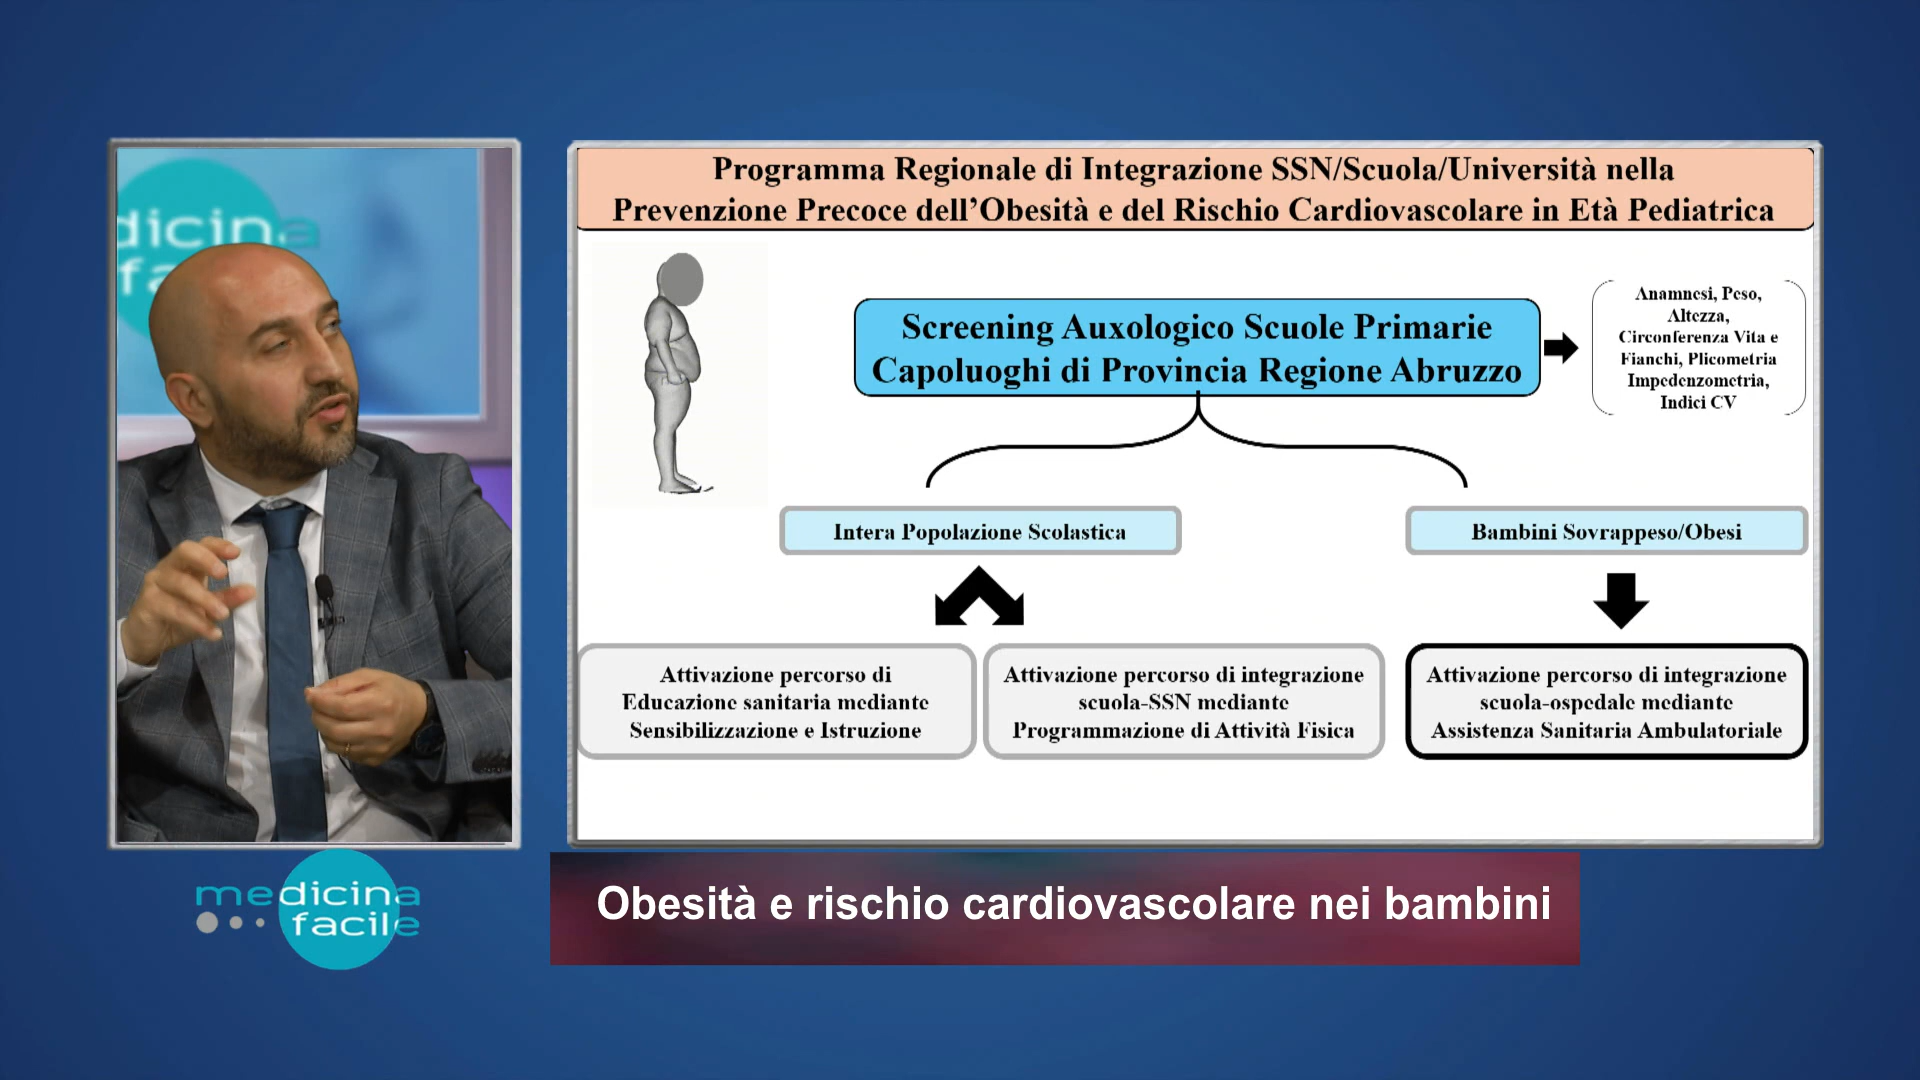 dicina
fa
Programma Regionale di Integrazione SSN/Scuola/Università nella
Prevenzione Precoce dell’Obesità e del Rischio Cardiovascolare in Età Pediatrica
Screening Auxologico Scuole Primarie
Capoluoghi di Provincia Regione Abruzzo
Anamnesi, Peso,
Altezza,
Circonferenza Vita e
Fianchi, Plicometria
Impedenzometria,
Indici CV
Intera Popolazione Scolastica
Bambini Sovrappeso/Obesi
Attivazione percorso di
Educazione sanitaria mediante
Sensibilizzazione e Istruzione
Attivazione percorso di integrazione
scuola-SSN mediante
Programmazione di Attività Fisica
Attivazione percorso di integrazione
scuola-ospedale mediante
Assistenza Sanitaria Ambulatoriale
medicina
facile
Obesità e rischio cardiovascolare nei bambini